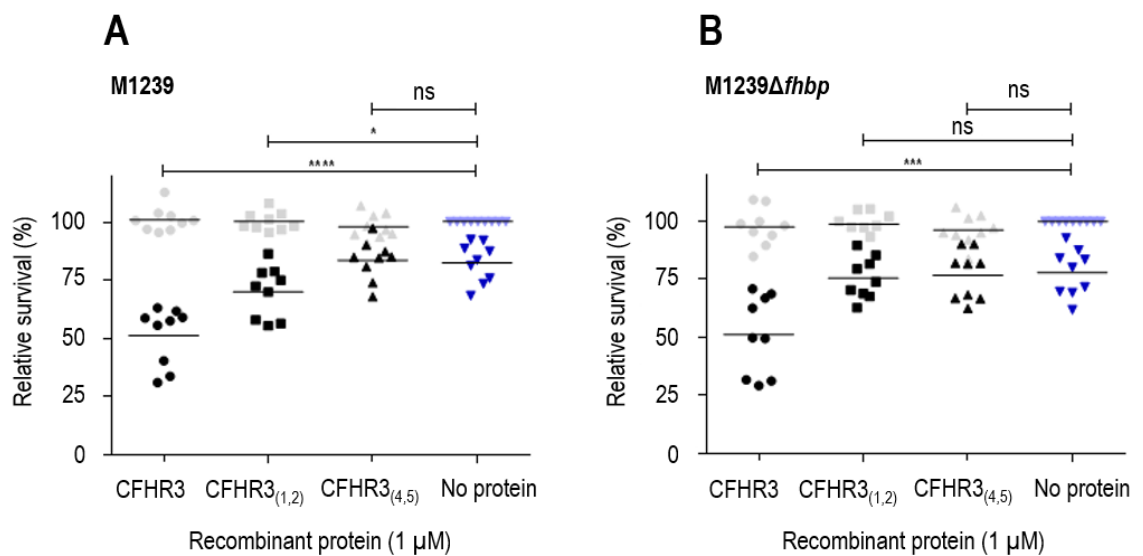 A
M1239
ns
*
****
Relative survival (%)
100
75
50
25
0
CFHR3
CFHR3(1,2)
CFHR3(4,5)
No protein
Recombinant protein (1 µM)
B
M1239Δfhbp
ns
ns
***
Relative survival (%)
100
75
50
25
0
CFHR3
CFHR3(1,2)
CFHR3(4,5)
No protein
Recombinant protein (1 µM)